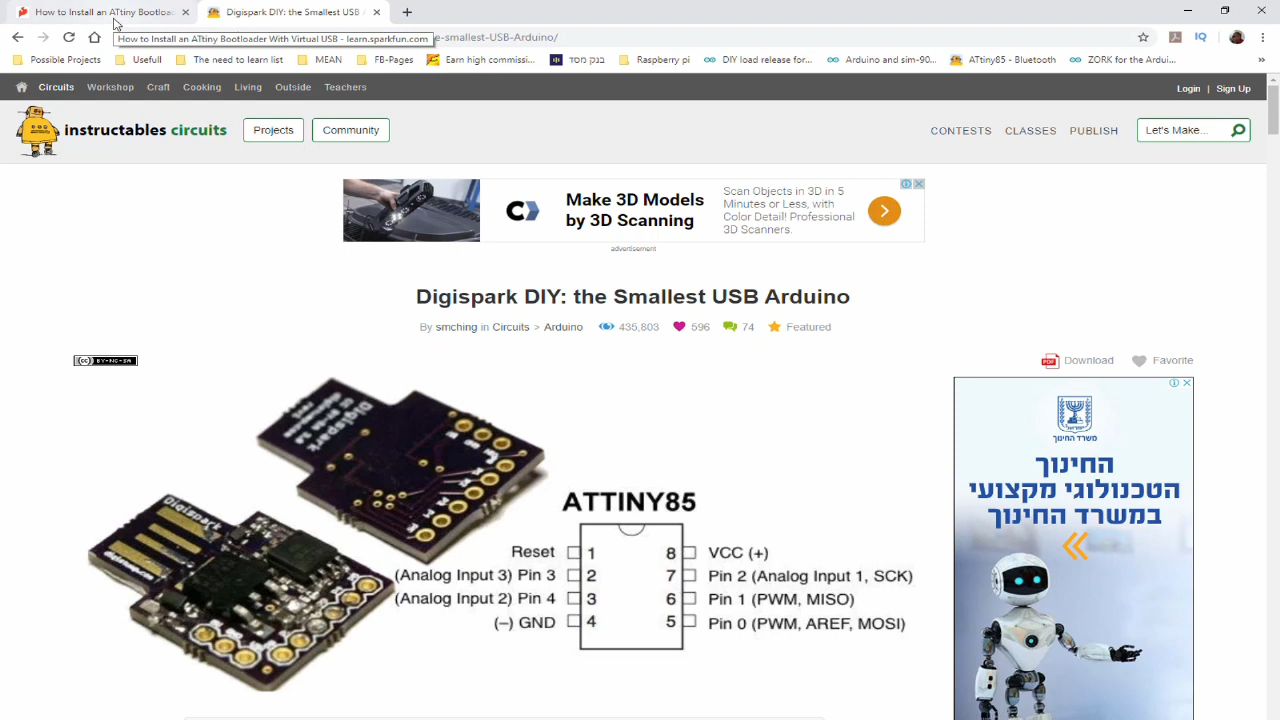 How to Install an ATtiny Bootloac
Digispark DIY: the Smallest USB A
How to Install an ATtiny Bootloader With Virtual USB - learn.sparkfun.com
e-smallest-USB-Arduino/
IQ
Possible Projects
Usefull
The need to learn list
MEAN
FB-Pages
Earn high commissi...
בנק מסד
Raspberry pi
DIY load release for...
Arduino and sim-90...
ATtiny85 - Bluetooth
ZORK for the Ardui...
»
Circuits
Workshop
Craft
Cooking
Living
Outside
Teachers
Login | Sign Up
instructables circuits
Projects
Community
CONTESTS
CLASSES
PUBLISH
Let's Make...
Make 3D Models
by 3D Scanning
Scan Objects in 3D in 5
Minutes or Less, with
Color Detail! Professional
3D Scanners.
advertisement
Digispark DIY: the Smallest USB Arduino
By smching in Circuits > Arduino
435,803
596
74
Featured
(cc) BY-NC-SA
PDF
Download
Favorite
Digispark
Digispark
ATTINY85
Reset 1 8 VCC (+)
(Analog Input 3) Pin 3 2 7 Pin 2 (Analog Input 1, SCK)
(Analog Input 2) Pin 4 3 6 Pin 1 (PWM, MISO)
(–) GND 4 5 Pin 0 (PWM, AREF, MOSI)
משרד החינוך
החינוך
הטכנולוגי מקצועי
במשרד החינוך